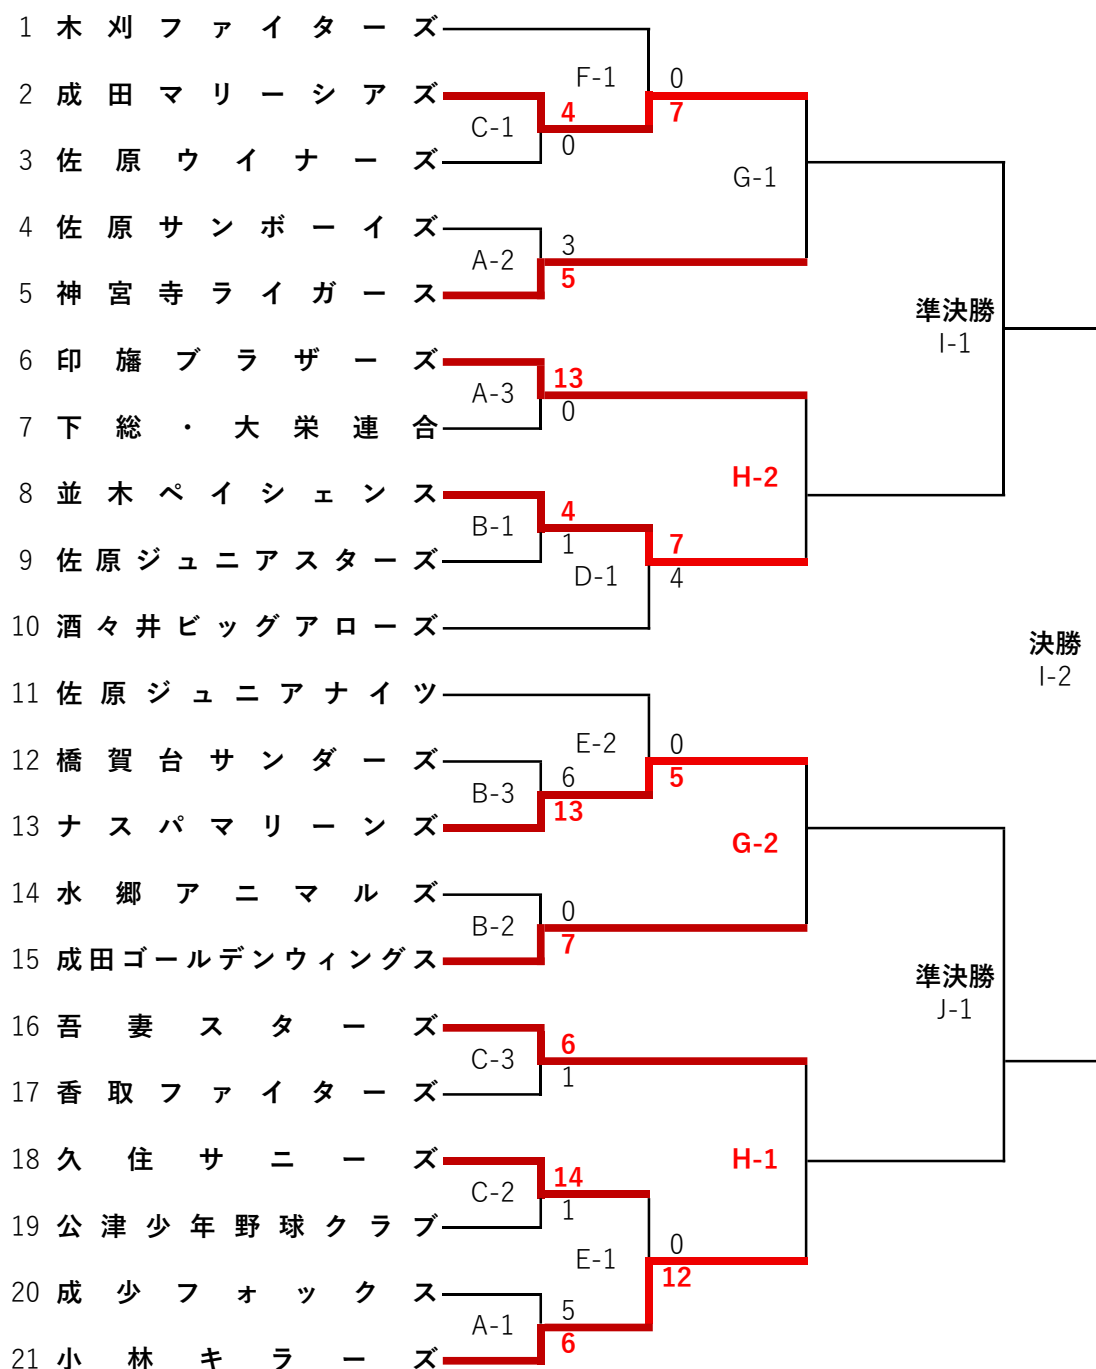 1 木刈ファイターズ
F-1
0
2 成田マリーシアズ
4
7
C-1
0
3 佐原ウイナーズ
G-1
4 佐原サンボーイズ
3
A-2
5
5 神宮寺ライガース
準決勝
I-1
6 印旛ブラザーズ
13
A-3
0
7 下総・大栄連合
H-2
8 並木ペイシェンス
4
B-1
1
7
9 佐原ジュニアスターズ
D-1
4
10 酒々井ビッグアローズ
決勝
I-2
11 佐原ジュニアナイツ
E-2
0
12 橋賀台サンダーズ
6
5
B-3
13
13 ナスパマリーンズ
G-2
14 水郷アニマルズ
0
B-2
7
15 成田ゴールデンウィングス
準決勝
J-1
16 吾妻スターズ
6
C-3
1
17 香取ファイターズ
H-1
18 久住サニーズ
14
C-2
1
19 公津少年野球クラブ
0
E-1
12
20 成少フォックス
5
A-1
6
21 小林キラーズ